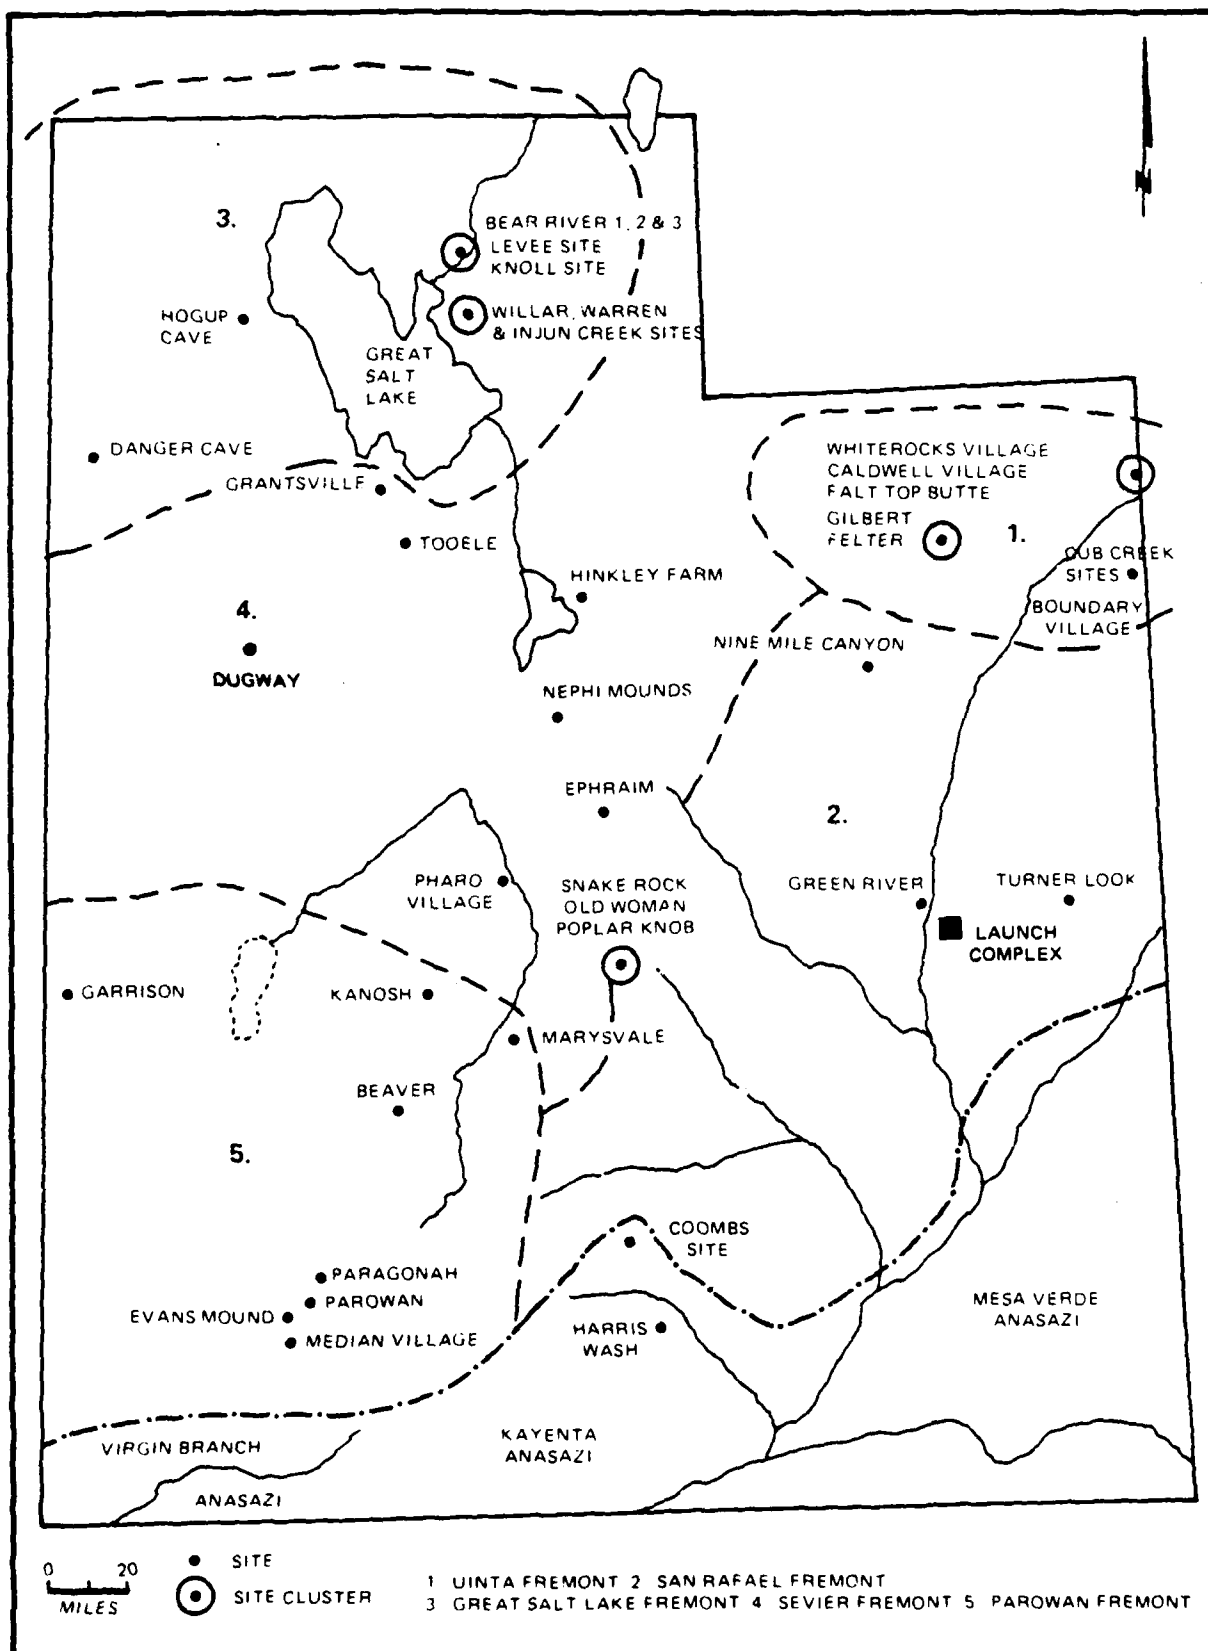 N
3.
BEAR RIVER 1, 2 & 3
LEVEE SITE
KNOLL SITE
HOGUP
CAVE
WILLAR, WARREN
& INJUN CREEK SITES
GREAT
SALT
LAKE
DANGER CAVE
GRANTSVILLE
WHITEROCKS VILLAGE
CALDWELL VILLAGE
FALT TOP BUTTE
GILBERT
FELTER
1.
TOOELE
CUB CREEK
SITES
HINKLEY FARM
4.
BOUNDARY
VILLAGE
NINE MILE CANYON
DUGWAY
NEPHI MOUNDS
EPHRAIM
2.
PHARO
VILLAGE
SNAKE ROCK
OLD WOMAN
POPLAR KNOB
GREEN RIVER
TURNER LOOK
LAUNCH
COMPLEX
GARRISON
KANOSH
MARYSVALE
BEAVER
5.
COOMBS
SITE
PARAGONAH
PAROWAN
EVANS MOUND
MEDIAN VILLAGE
HARRIS
WASH
MESA VERDE
ANASAZI
VIRGIN BRANCH
ANASAZI
KAYENTA
ANASAZI
0 20
MILES
SITE
SITE CLUSTER
1 UINTA FREMONT 2 SAN RAFAEL FREMONT
3 GREAT SALT LAKE FREMONT 4 SEVIER FREMONT 5 PAROWAN FREMONT